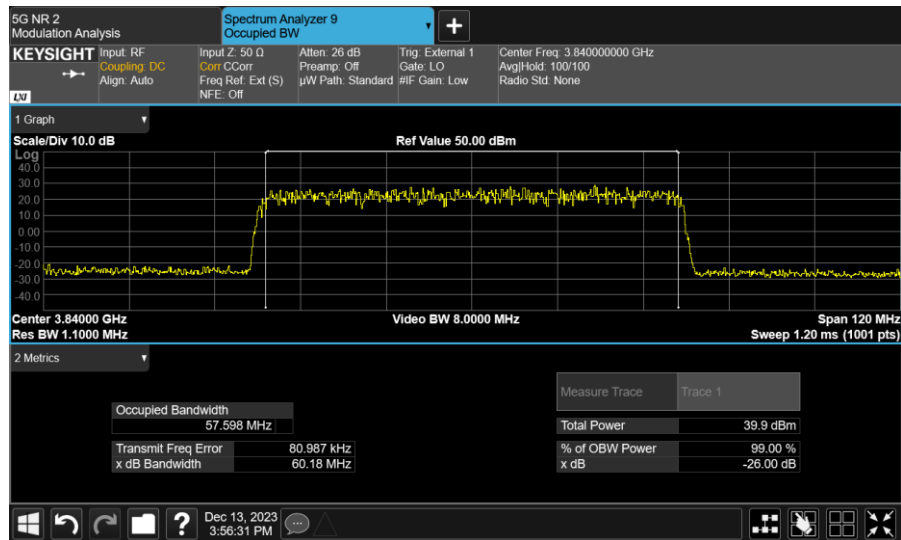 5G NR 2
Modulation Analysis
Spectrum Analyzer 9
Occupied BW
KEYSIGHT
LXI
Input: RF
Coupling: DC
Align: Auto
Input Z: 50 Ω
Corr CCorr
Freq Ref: Ext (S)
NFE: Off
Atten: 26 dB
Preamp: Off
µW Path: Standard
Trig: External 1
Gate: LO
#IF Gain: Low
Center Freq: 3.840000000 GHz
Avg|Hold: 100/100
Radio Std: None
1 Graph
Scale/Div 10.0 dB
Ref Value 50.00 dBm
Log
40.0
30.0
20.0
10.0
0.00
-10.0
-20.0
-30.0
-40.0
Center 3.84000 GHz
Video BW 8.0000 MHz
Span 120 MHz
Res BW 1.1000 MHz
Sweep 1.20 ms (1001 pts)
2 Metrics
Measure Trace Trace 1
Occupied Bandwidth
57.598 MHz
Total Power 39.9 dBm
Transmit Freq Error 80.987 kHz
% of OBW Power 99.00 %
x dB Bandwidth 60.18 MHz
x dB -26.00 dB
?
Dec 13, 2023
3:56:31 PM